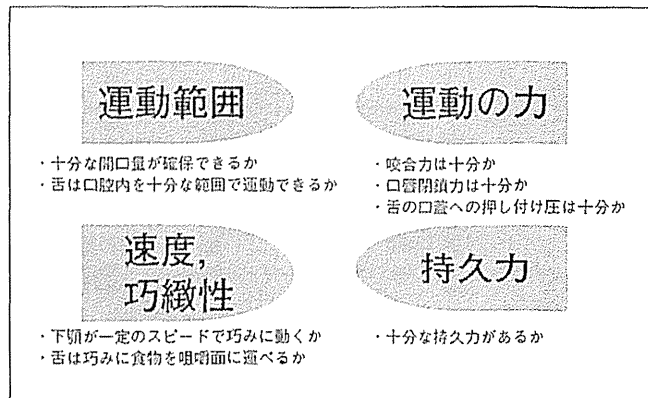 運動範囲
・十分な開口量が確保できるか
・舌は口腔内を十分な範囲で運動できるか
運動の力
・咬合力は十分か
・口唇閉鎖力は十分か
・舌の口蓋への押し付け圧は十分か
速度,
巧緻性
・下顎が一定のスピードで巧みに動くか
・舌は巧みに食物を咀嚼面に運べるか
持久力
・十分な持久力があるか